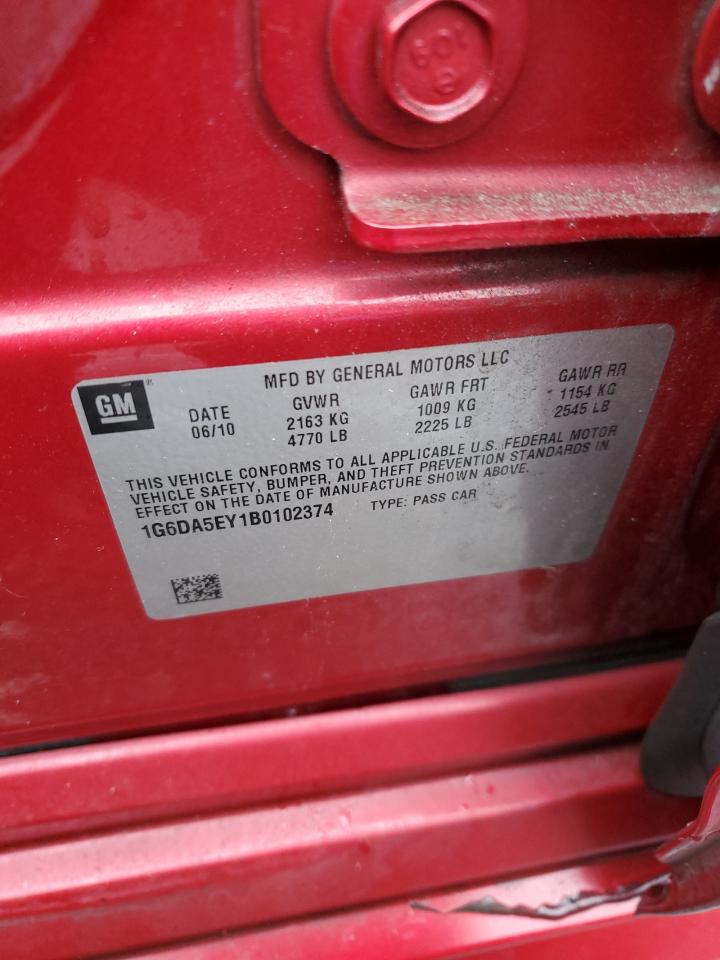 GM®
MFD BY GENERAL MOTORS LLC
DATE GVWR GAWR FRT GAWR RR
06/10 2163 KG 1009 KG 1154 KG
4770 LB 2225 LB 2545 LB
THIS VEHICLE CONFORMS TO ALL APPLICABLE U.S. FEDERAL MOTOR
VEHICLE SAFETY, BUMPER, AND THEFT PREVENTION STANDARDS IN
EFFECT ON THE DATE OF MANUFACTURE SHOWN ABOVE.
1G6DA5EY1B0102374 TYPE: PASS CAR